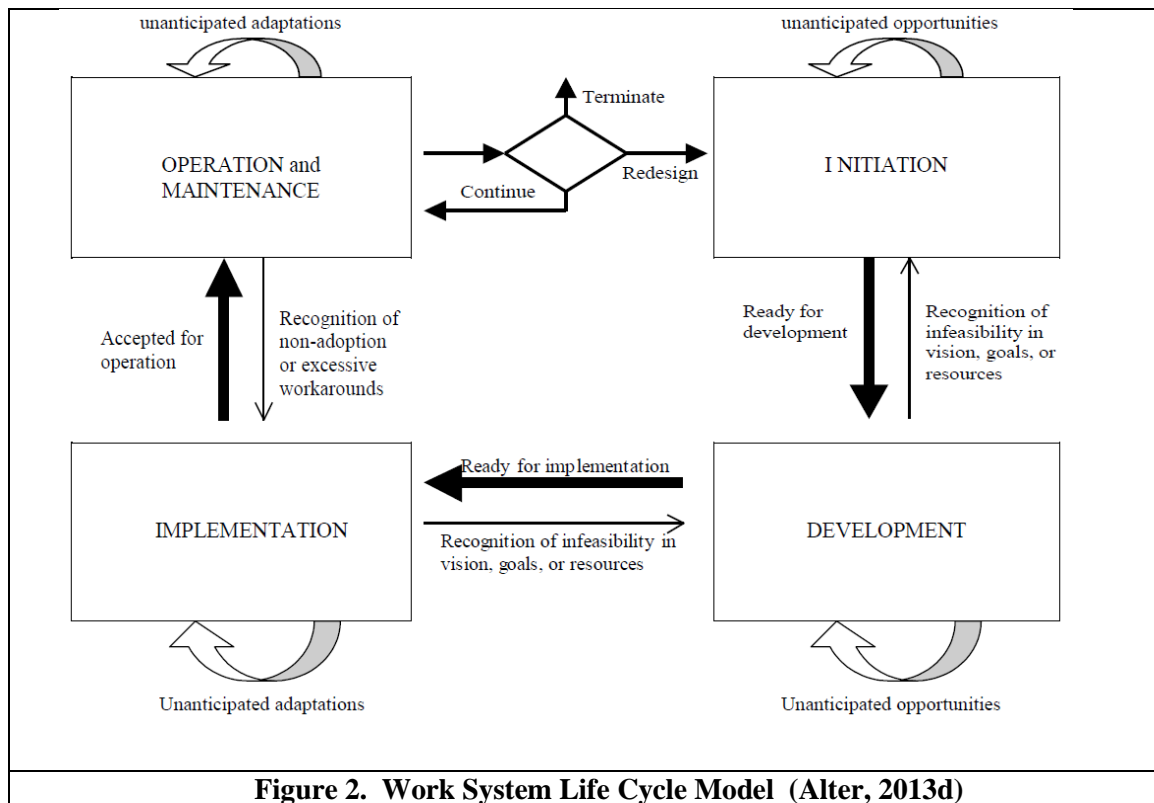 unanticipated adaptations
unanticipated opportunities
Terminate
OPERATION and
MAINTENANCE
I NITIATION
Redesign
Continue
Accepted for
operation
Recognition of
non-adoption
or excessive
workarounds
Ready for
development
Recognition of
infeasibility in
vision, goals, or
resources
Ready for implementation
IMPLEMENTATION
DEVELOPMENT
Recognition of infeasibility in
vision, goals, or resources
Unanticipated adaptations
Unanticipated opportunities
Figure 2. Work System Life Cycle Model (Alter, 2013d)